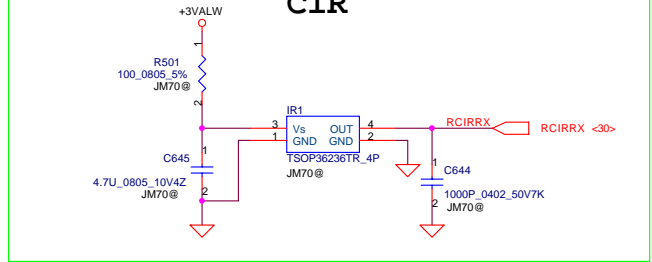 CIR
+3VALW
1
R501
100_0805_5%
JM70@
2
IR1
3 Vs OUT 4
1 GND GND 2
TSOP36236TR_4P
JM70@
RCIRRX
RCIRRX <30>
1
C645
4.7U_0805_10V4Z
JM70@
2
1
C644
1000P_0402_50V7K
JM70@
2